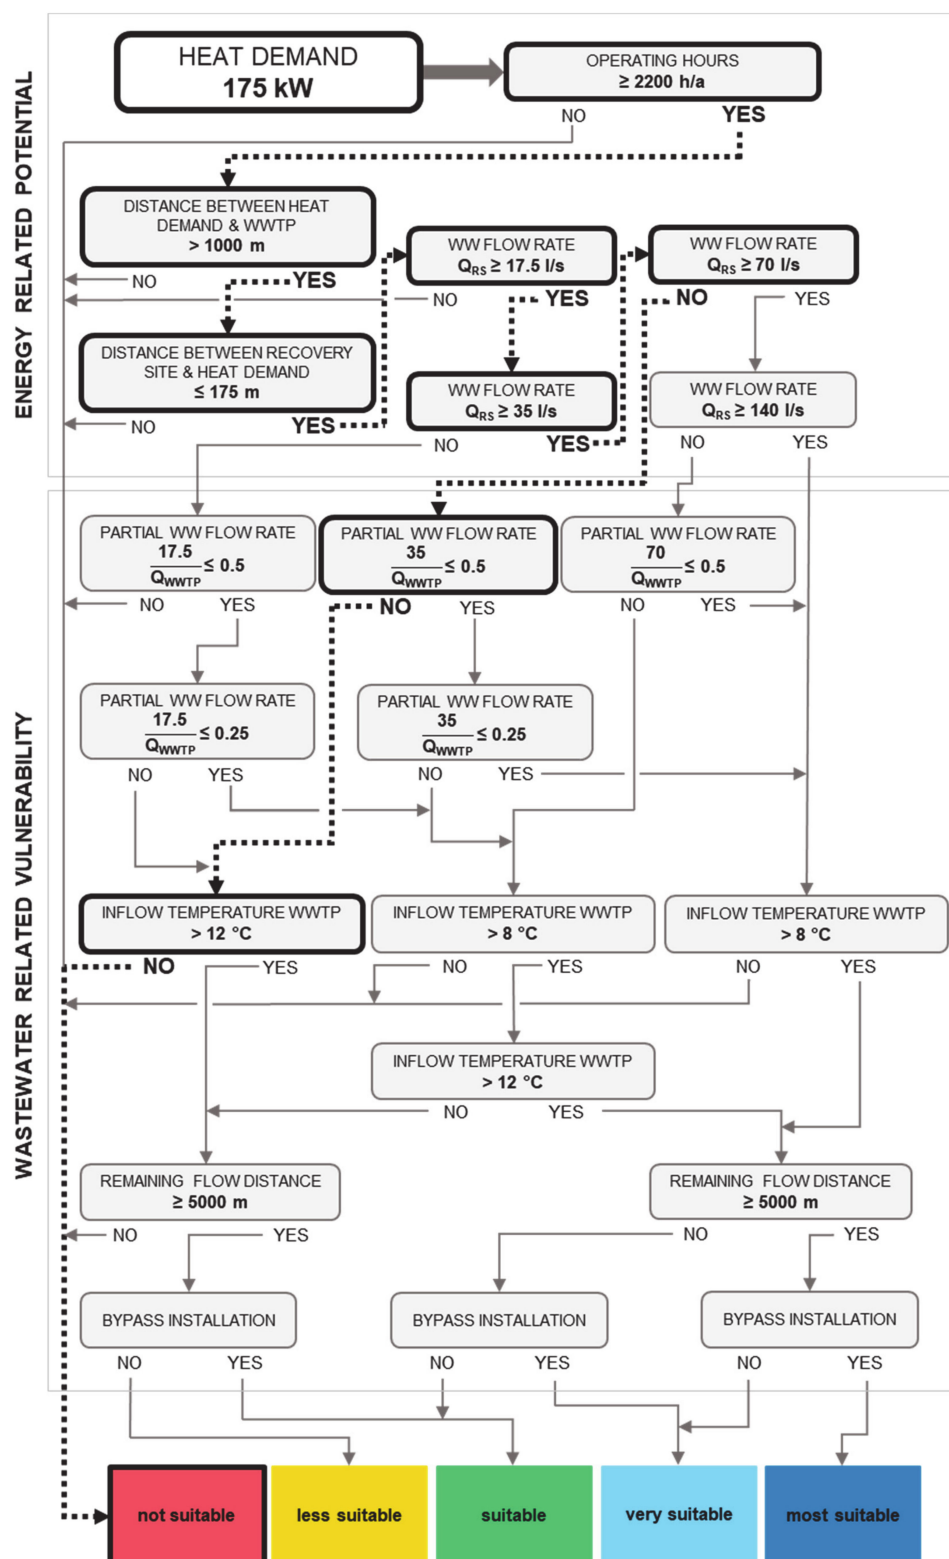 ENERGY RELATED POTENTIAL
HEAT DEMAND
175 kW
OPERATING HOURS
≥ 2200 h/a
NO
YES
DISTANCE BETWEEN HEAT
DEMAND & WWTP
> 1000 m
WW FLOW RATE
QRS ≥ 17.5 l/s
WW FLOW RATE
QRS ≥ 70 l/s
NO
YES
NO
YES
NO
YES
DISTANCE BETWEEN RECOVERY
SITE & HEAT DEMAND
≤ 175 m
WW FLOW RATE
QRS ≥ 35 l/s
WW FLOW RATE
QRS ≥ 140 l/s
NO
YES
NO
YES
NO
YES
WASTEWATER RELATED VULNERABILITY
PARTIAL WW FLOW RATE
17.5
QWWTP ≤ 0.5
PARTIAL WW FLOW RATE
35
QWWTP ≤ 0.5
PARTIAL WW FLOW RATE
70
QWWTP ≤ 0.5
NO
YES
NO
YES
NO
YES
PARTIAL WW FLOW RATE
17.5
QWWTP ≤ 0.25
PARTIAL WW FLOW RATE
35
QWWTP ≤ 0.25
NO
YES
NO
YES
INFLOW TEMPERATURE WWTP
> 12 °C
INFLOW TEMPERATURE WWTP
> 8 °C
INFLOW TEMPERATURE WWTP
> 8 °C
NO
YES
NO
YES
NO
YES
INFLOW TEMPERATURE WWTP
> 12 °C
NO
YES
REMAINING FLOW DISTANCE
≥ 5000 m
REMAINING FLOW DISTANCE
≥ 5000 m
NO
YES
NO
YES
BYPASS INSTALLATION
BYPASS INSTALLATION
BYPASS INSTALLATION
NO
YES
NO
YES
NO
YES
not suitable
less suitable
suitable
very suitable
most suitable